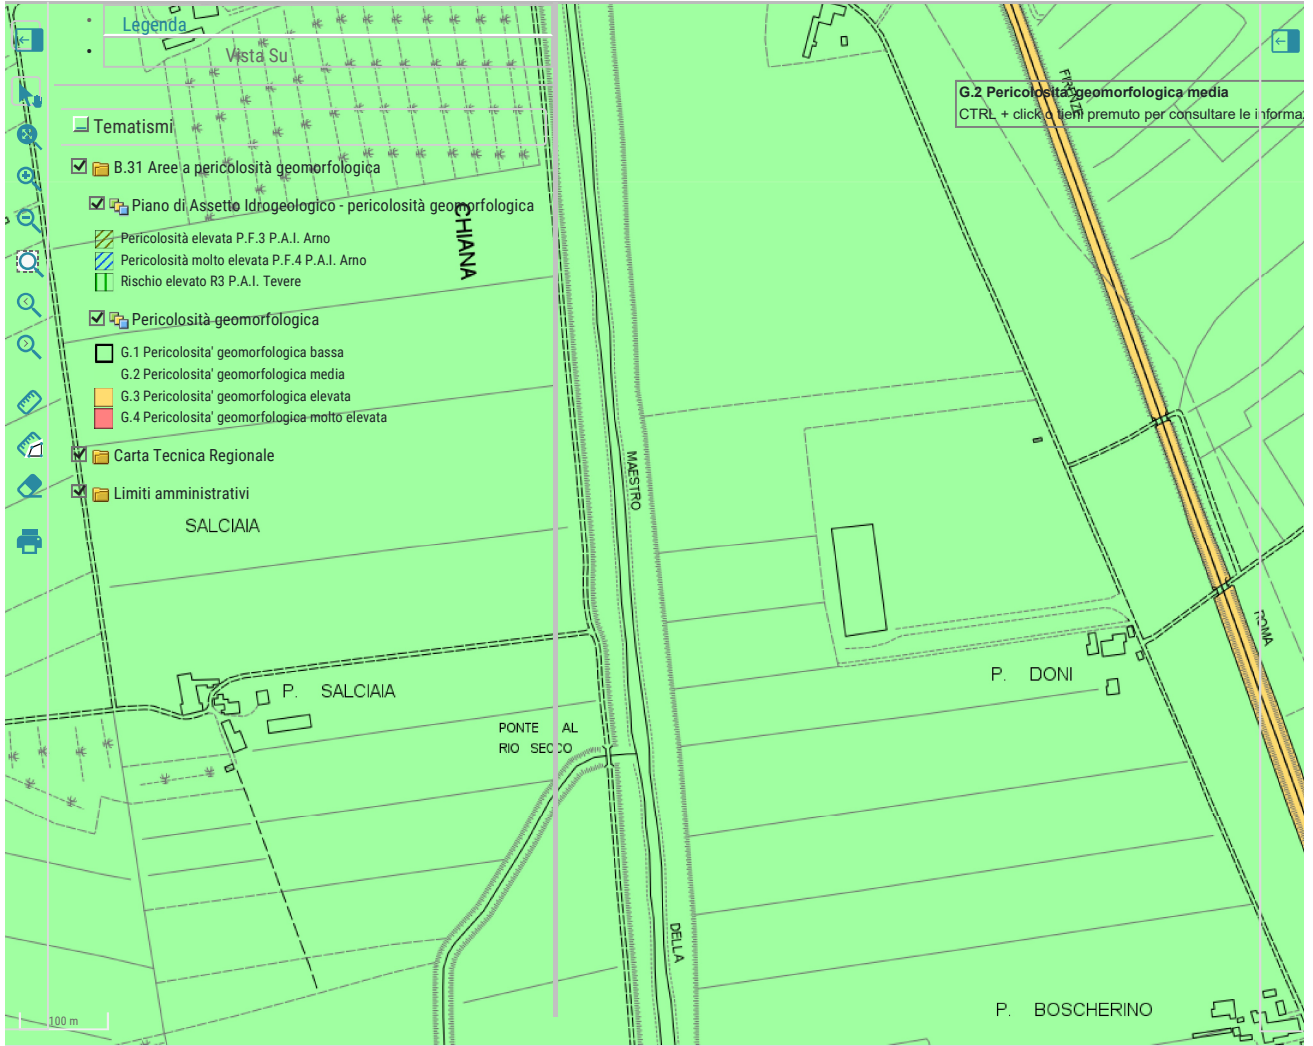 Legenda
Vista Su
Tematismi
B.31 Aree a pericolosità geomorfologica
Piano di Assetto Idrogeologico - pericolosità geomorfologica
Pericolosità elevata P.F.3 P.A.I. Arno
Pericolosità molto elevata P.F.4 P.A.I. Arno
Rischio elevato R3 P.A.I. Tevere
Pericolosità geomorfologica
G.1 Pericolosita' geomorfologica bassa
G.2 Pericolosita' geomorfologica media
G.3 Pericolosita' geomorfologica elevata
G.4 Pericolosita' geomorfologica molto elevata
Carta Tecnica Regionale
Limiti amministrativi
G.2 Pericolosita' geomorfologica media
CTRL + click o tieni premuto per consultare le informa
FIRENZE
CHIANA
MAESTRO
SALCIAIA
ROMA
P. DONI
P. SALCIAIA
PONTE AL
RIO SECCO
DELLA
P. BOSCHERINO
100 m